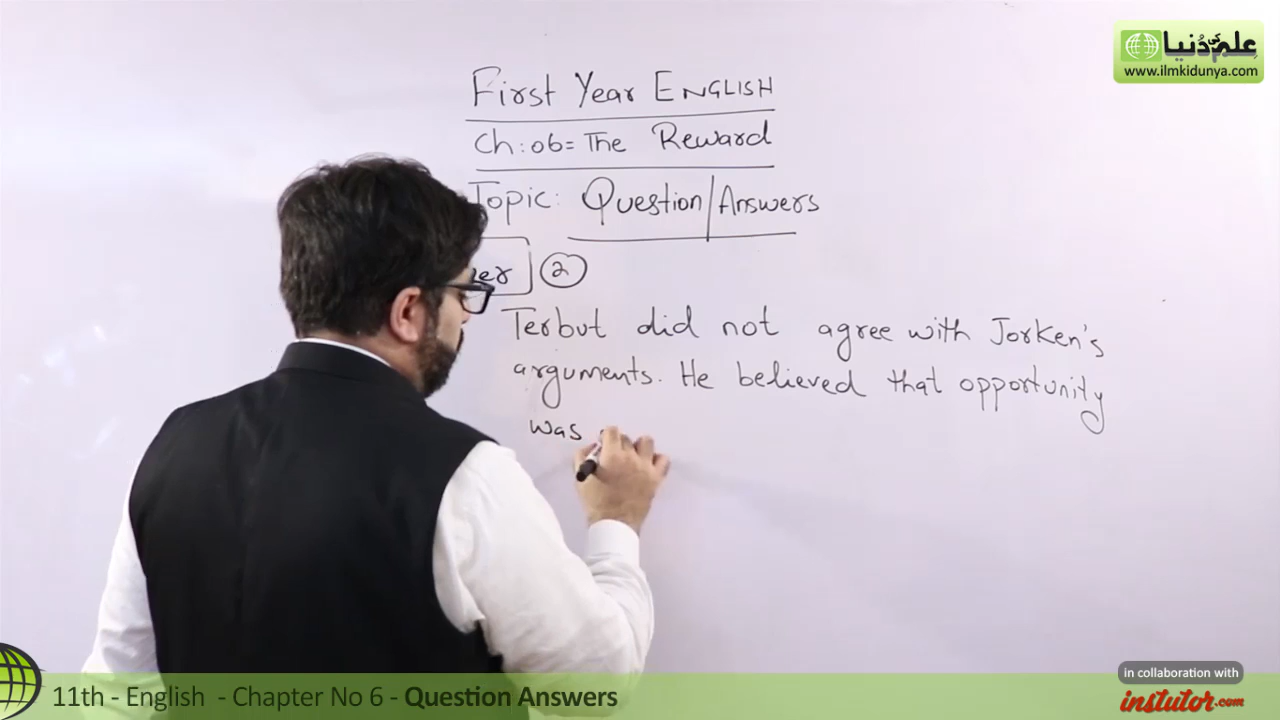 علم کی دُنیا
www.ilmkidunya.com
First Year ENGLISH
Ch:06= The Reward
Topic: Question/Answers
②
Terbut did not agree with Jorken's
arguments. He believed that opportunity
was
11th - English - Chapter No 6 - Question Answers
in collaboration with
instutor.com